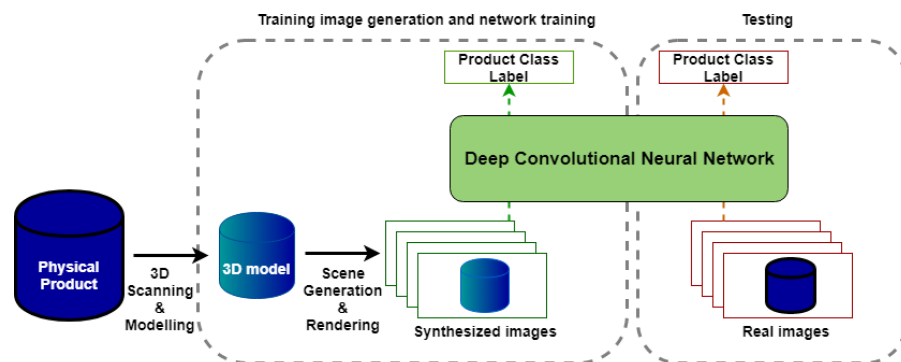 Training image generation and network training
Testing
Product Class
Label
Product Class
Label
Deep Convolutional Neural Network
Physical
Product
3D
Scanning
&
Modelling
3D model
Scene
Generation
&
Rendering
Synthesized images
Real images